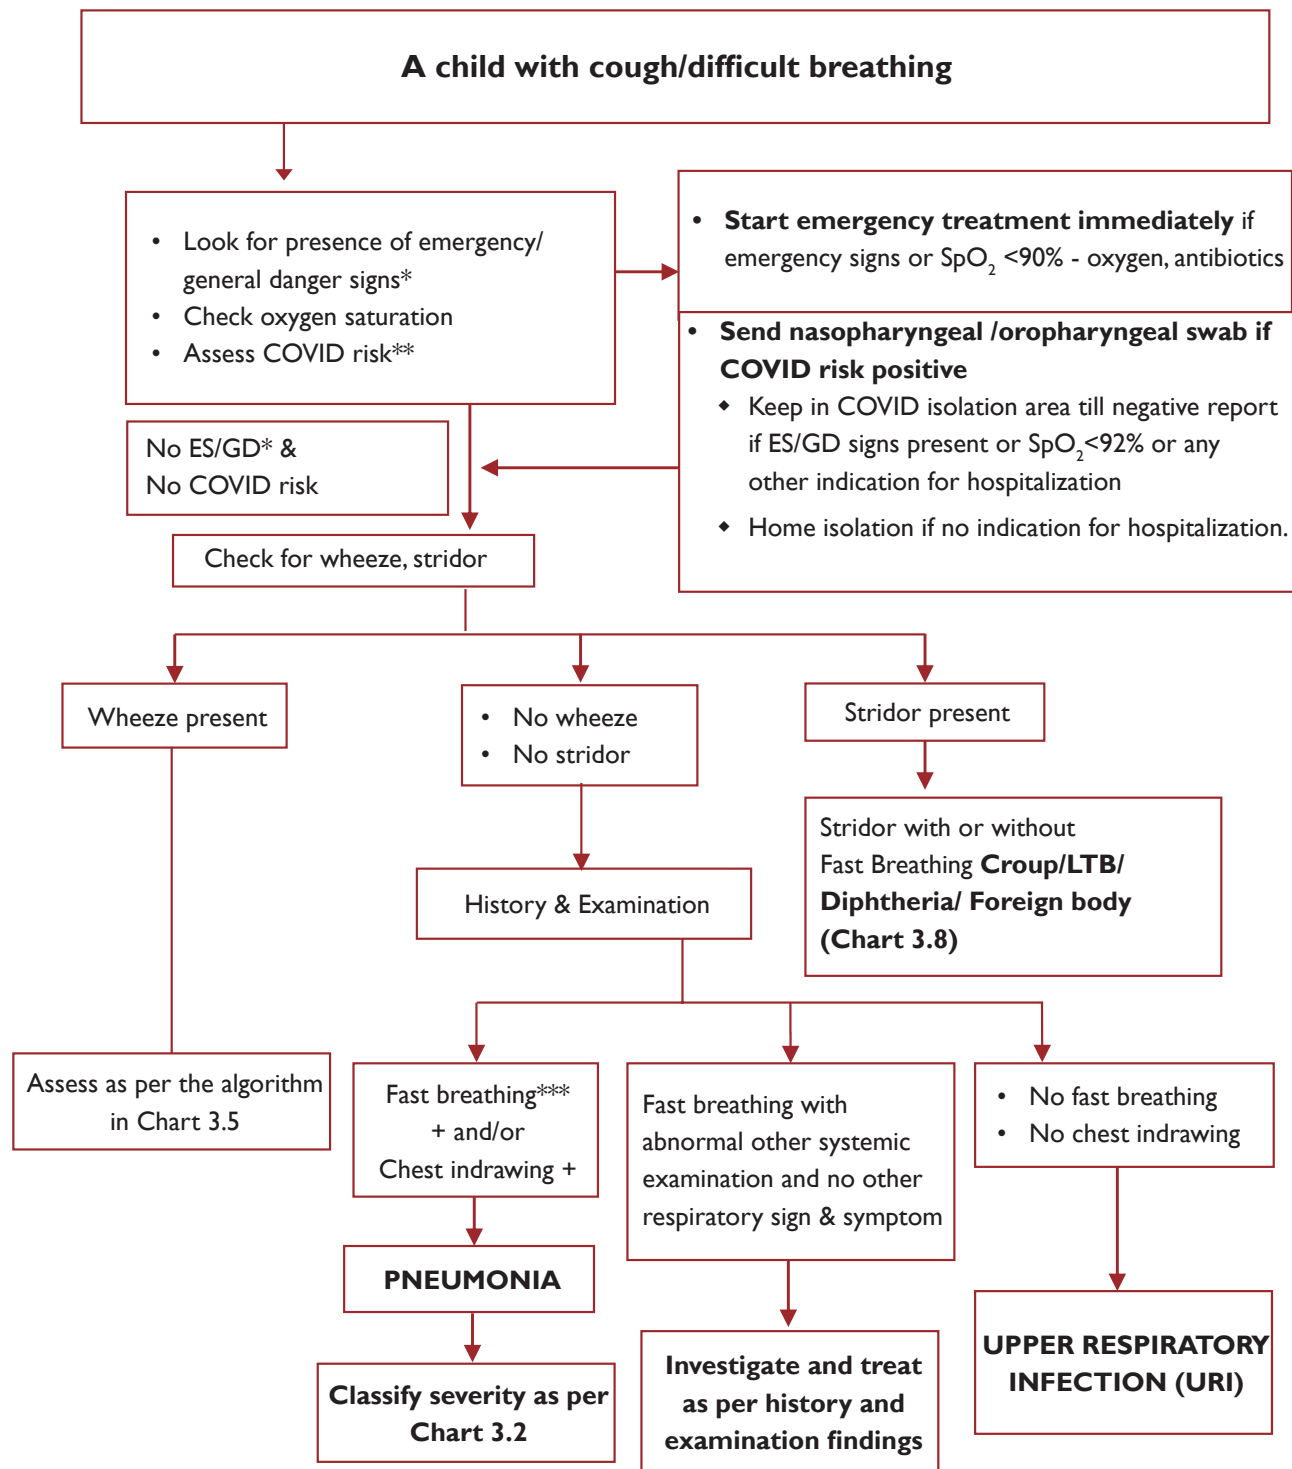 A child with cough/difficult breathing
• Look for presence of emergency/
general danger signs*
• Check oxygen saturation
• Assess COVID risk**
• Start emergency treatment immediately if
emergency signs or SpO₂ <90% - oxygen, antibiotics
• Send nasopharyngeal /oropharyngeal swab if
COVID risk positive
◆ Keep in COVID isolation area till negative report
if ES/GD signs present or SpO₂<92% or any
other indication for hospitalization
◆ Home isolation if no indication for hospitalization.
No ES/GD* &
No COVID risk
Check for wheeze, stridor
Wheeze present
• No wheeze
• No stridor
Stridor present
Stridor with or without
Fast Breathing Croup/LTB/
Diphtheria/ Foreign body
(Chart 3.8)
History & Examination
Assess as per the algorithm
in Chart 3.5
Fast breathing***
+ and/or
Chest indrawing +
Fast breathing with
abnormal other systemic
examination and no other
respiratory sign & symptom
• No fast breathing
• No chest indrawing
PNEUMONIA
Classify severity as per
Chart 3.2
Investigate and treat
as per history and
examination findings
UPPER RESPIRATORY
INFECTION (URI)